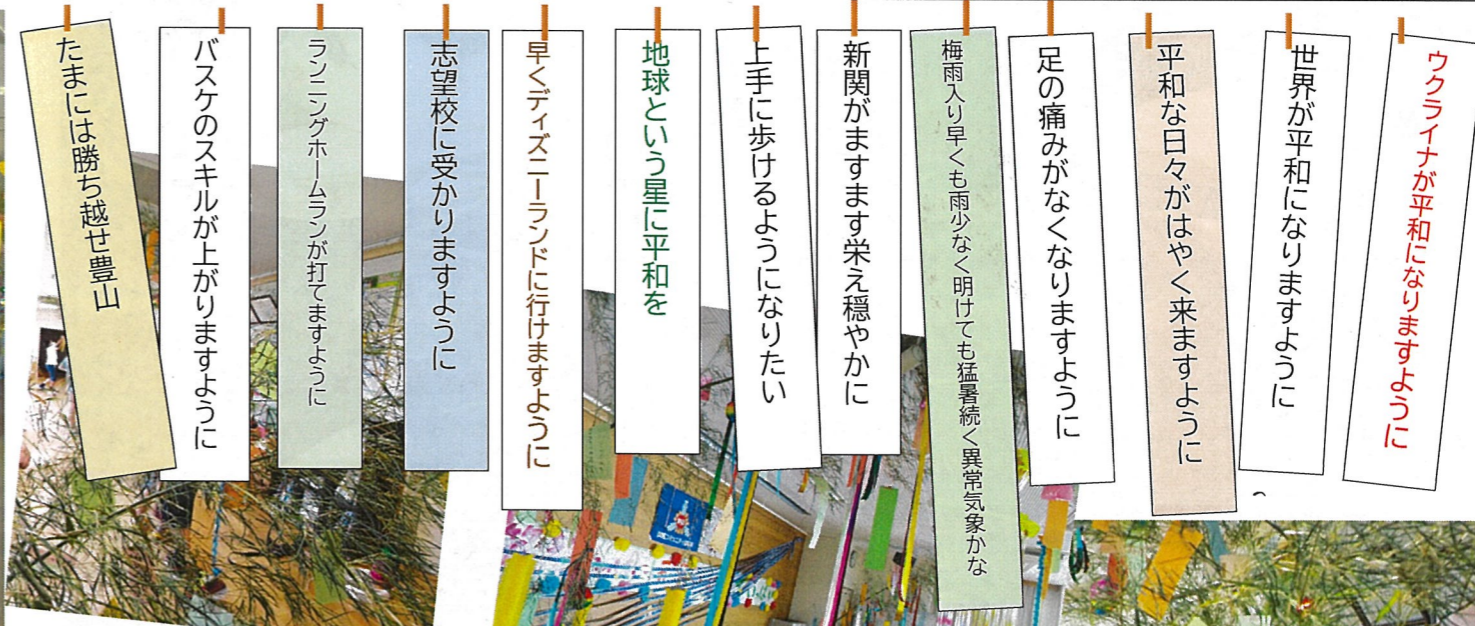 ウクライナが平和になりますように
世界が平和になりますように
平和な日々がはやく来ますように
足の痛みがなくなりますように
梅雨入り早くも雨少なく明けても猛暑続く異常気象かな
新関がますます栄え穏やかに
上手に歩けるようになりたい
地球という星に平和を
早くディズニーランドに行けますように
志望校に受かりますように
ランニングホームランが打てますように
バスケのスキルが上がりますように
たまには勝ち越せ豊山